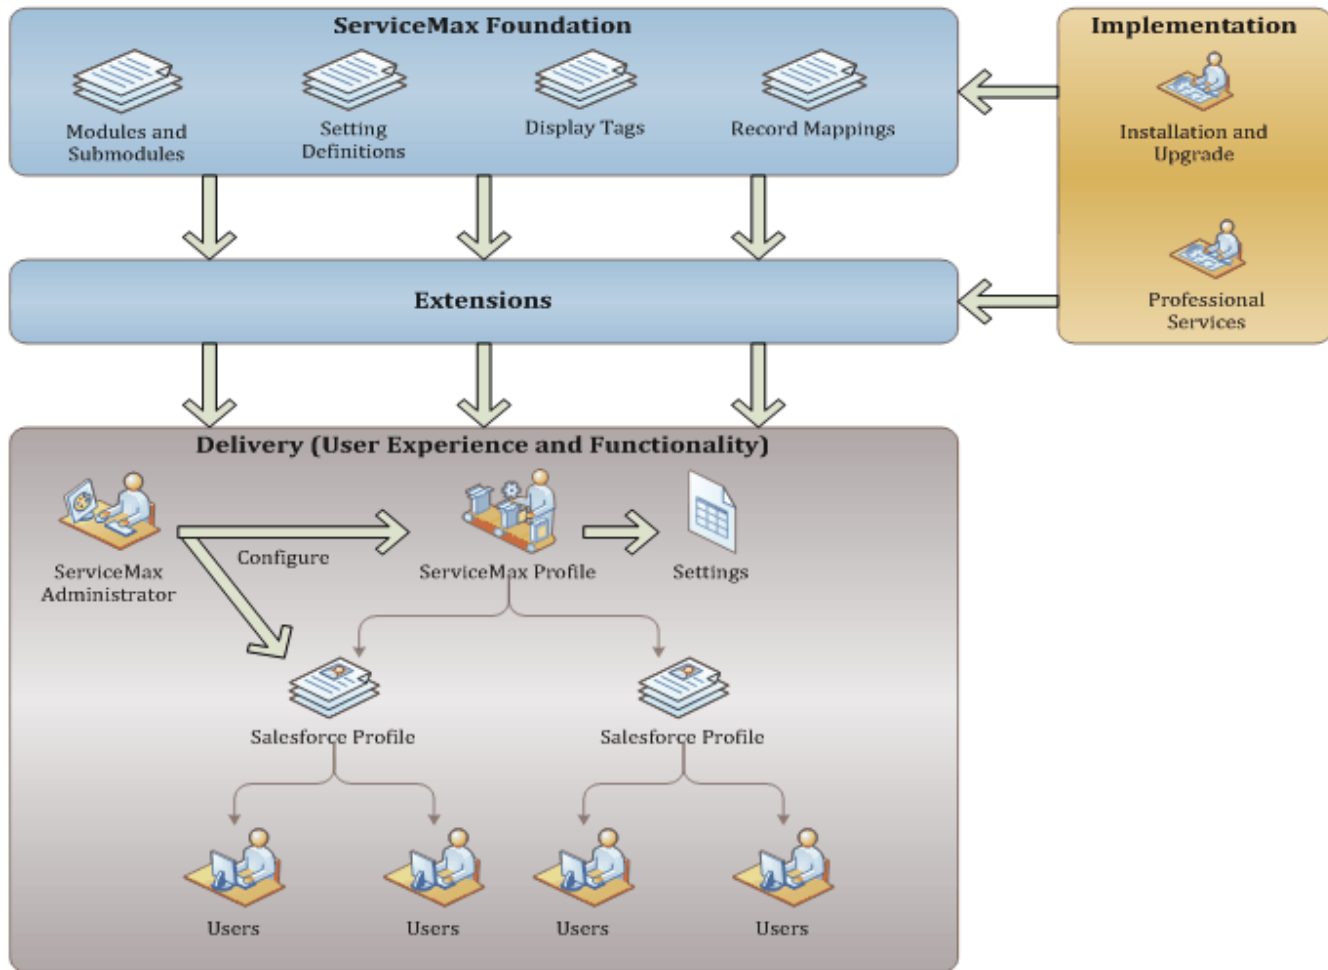 ServiceMax Foundation
Modules and
Submodules
Setting
Definitions
Display Tags
Record Mappings
Implementation
Installation and
Upgrade
Professional
Services
Extensions
Delivery (User Experience and Functionality)
ServiceMax
Administrator
Configure
ServiceMax Profile
Settings
Salesforce Profile
Salesforce Profile
Users
Users
Users
Users